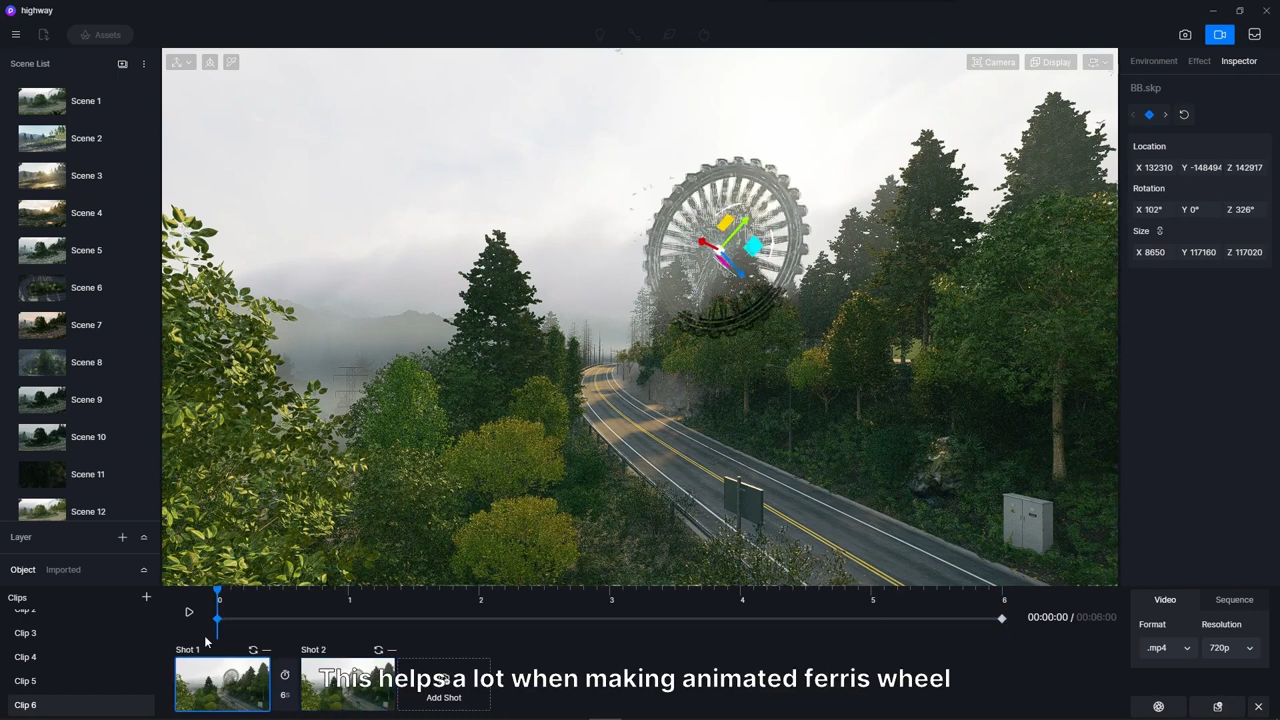 highway
Assets
Scene List
Scene 1
Scene 2
Scene 3
Scene 4
Scene 5
Scene 6
Scene 7
Scene 8
Scene 9
Scene 10
Scene 11
Scene 12
Layer
Object Imported
Clips
Clip 2
Clip 3
Clip 4
Clip 5
Clip 6
Camera Display
Environment Effect Inspector
BB.skp
Location
X 132310 Y -148494 Z 142917
Rotation
X 102° Y 0° Z 326°
Size
X 8650 Y 117160 Z 117020
0 1 2 3 4 5 6
00:00:00 / 00:06:00
Shot 1 Shot 2
6s
Add Shot
This helps a lot when making animated ferris wheel
Video Sequence
Format Resolution
.mp4 720p